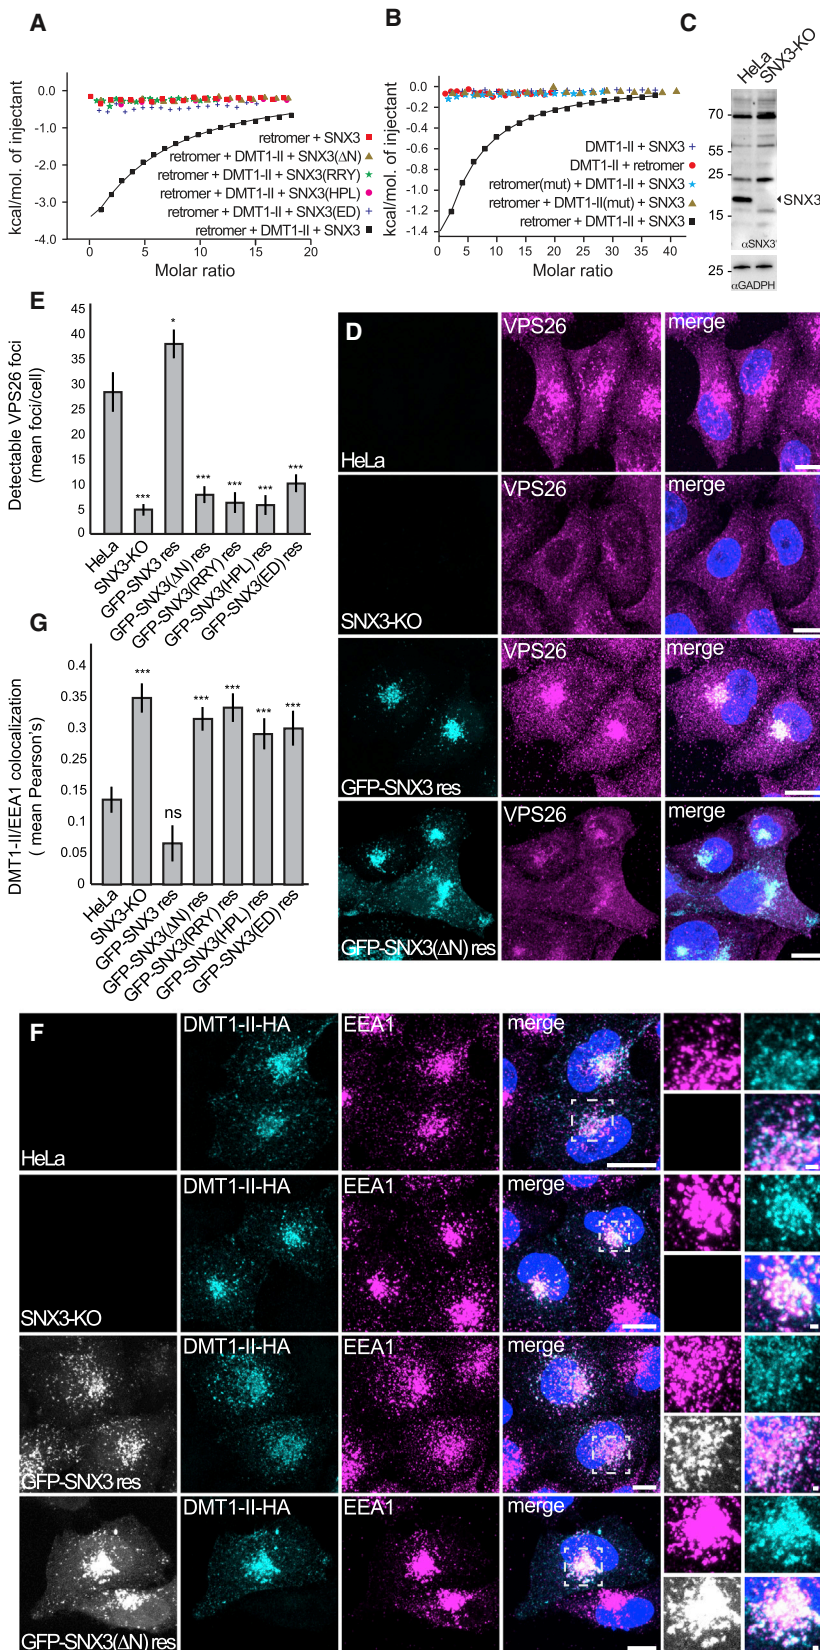 A
kcal/mol. of injectant
0.0
-1.0
-2.0
-3.0
-4.0
0
5
10
15
20
Molar ratio
retromer + SNX3
retromer + DMT1-II + SNX3(ΔN)
retromer + DMT1-II + SNX3(RRY)
retromer + DMT1-II + SNX3(HPL)
retromer + DMT1-II + SNX3(ED)
retromer + DMT1-II + SNX3
B
kcal/mol. of injectant
0.0
-0.2
-0.4
-0.6
-0.8
-1.0
-1.2
-1.4
0
10
20
30
40
Molar ratio
DMT1-II + SNX3
DMT1-II + retromer
retromer(mut) + DMT1-II + SNX3
retromer + DMT1-II(mut) + SNX3
retromer + DMT1-II + SNX3
C
HeLa
SNX3-KO
70
55
25
15
SNX3
αSNX3
25
αGADPH
E
Detectable VPS26 foci
(mean foci/cell)
45
40
35
30
25
20
15
10
5
0
***
*
***
***
***
***
HeLa
SNX3-KO
GFP-SNX3 res
GFP-SNX3(ΔN) res
GFP-SNX3(RRY) res
GFP-SNX3(HPL) res
GFP-SNX3(ED) res
D
VPS26
merge
HeLa
VPS26
merge
SNX3-KO
VPS26
merge
GFP-SNX3 res
VPS26
merge
GFP-SNX3(ΔN) res
G
DMT1-II/EEA1 colocalization
( mean Pearson's)
0.4
0.35
0.3
0.25
0.2
0.15
0.1
0.05
0
***
ns
***
***
***
***
HeLa
SNX3-KO
GFP-SNX3 res
GFP-SNX3(ΔN) res
GFP-SNX3(RRY) res
GFP-SNX3(HPL) res
GFP-SNX3(ED) res
F
DMT1-II-HA
EEA1
merge
HeLa
DMT1-II-HA
EEA1
merge
SNX3-KO
DMT1-II-HA
EEA1
merge
GFP-SNX3 res
DMT1-II-HA
EEA1
merge
GFP-SNX3(ΔN) res